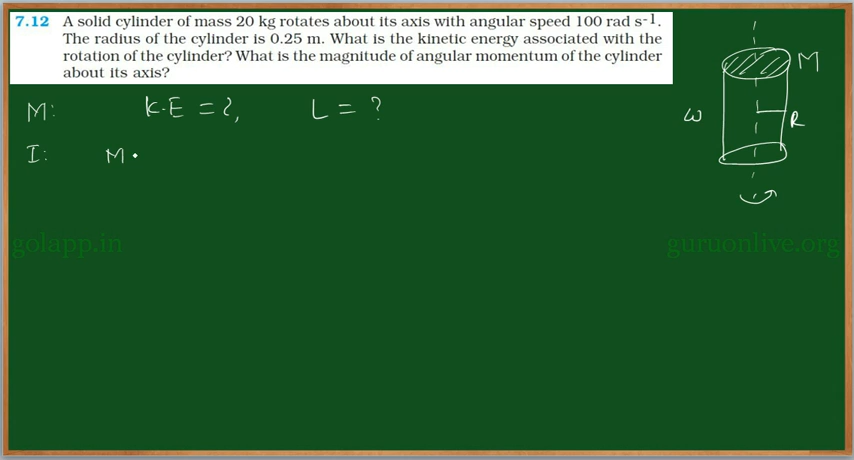 7.12 A solid cylinder of mass 20 kg rotates about its axis with angular speed 100 rad s-1.
The radius of the cylinder is 0.25 m. What is the kinetic energy associated with the
rotation of the cylinder? What is the magnitude of angular momentum of the cylinder
about its axis?
M
M: K.E = ?, L = ?
ω R
I: M.
golapp.in guruonlive.org